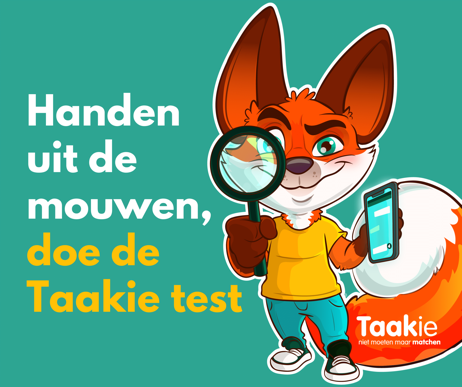 Handen
uit de
mouwen,
doe de
Taakie test
Taakie
niet moeten maar matchen